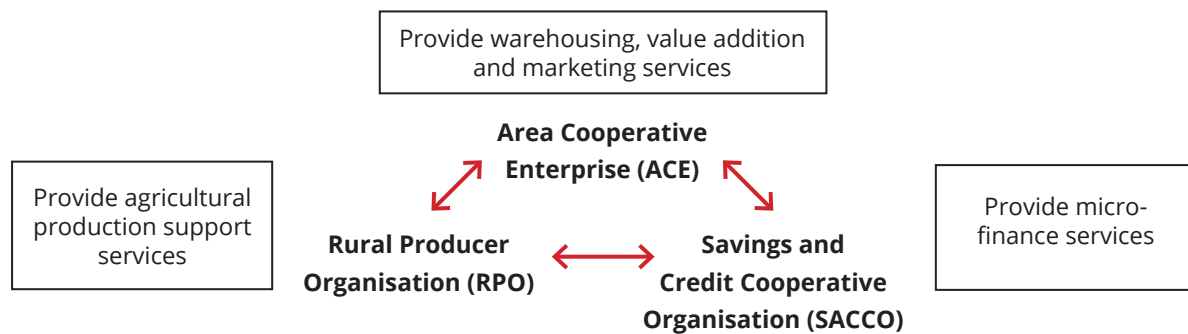 Provide warehousing, value addition
and marketing services
Area Cooperative
Enterprise (ACE)
Provide agricultural
production support
services
Rural Producer
Organisation (RPO)
Savings and
Credit Cooperative
Organisation (SACCO)
Provide micro-
finance services